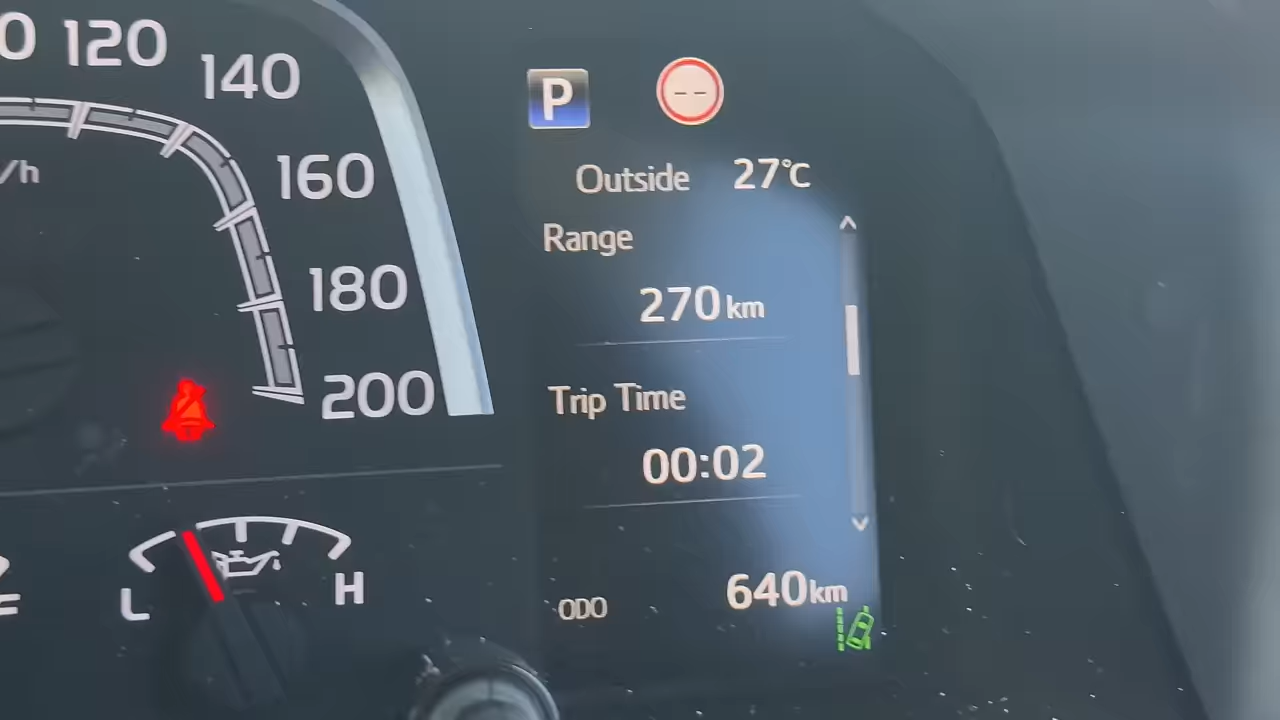 120
140
160
/h
180
200
P
--
Outside 27°C
Range
270 km
Trip Time
00:02
ODO 640 km
L H